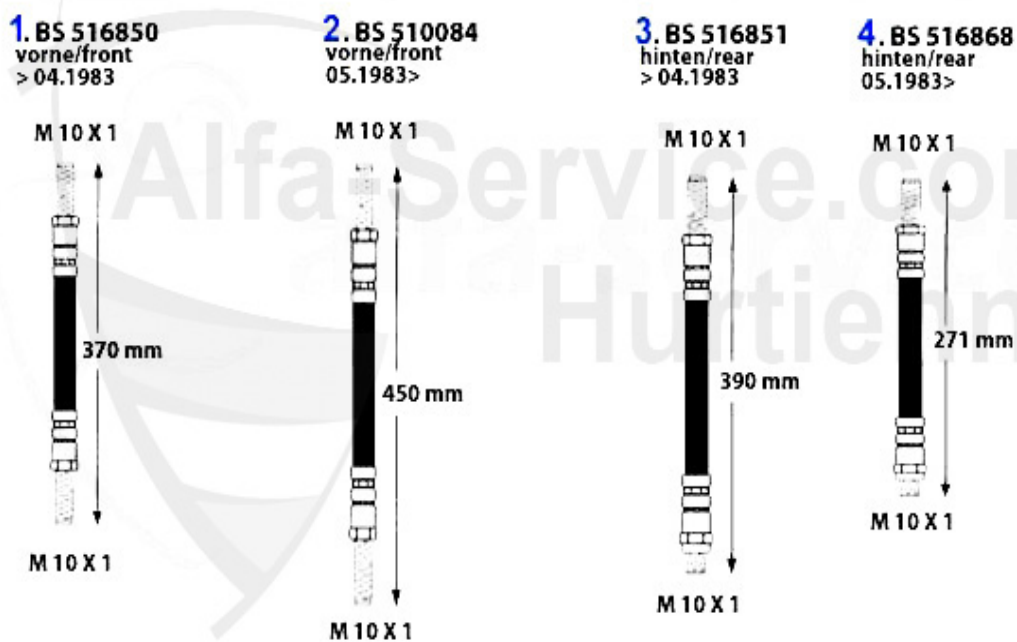 1. BS 516850
vorne/front
> 04.1983
M 10 X 1
370 mm
M 10 X 1
2. BS 510084
vorne/front
05.1983>
M 10 X 1
450 mm
M 10 X 1
3. BS 516851
hinten/rear
> 04.1983
M 10 X 1
390 mm
M 10 X 1
4. BS 516868
hinten/rear
05.1983>
M 10 X 1
271 mm
M 10 X 1
Alfa-Service.com